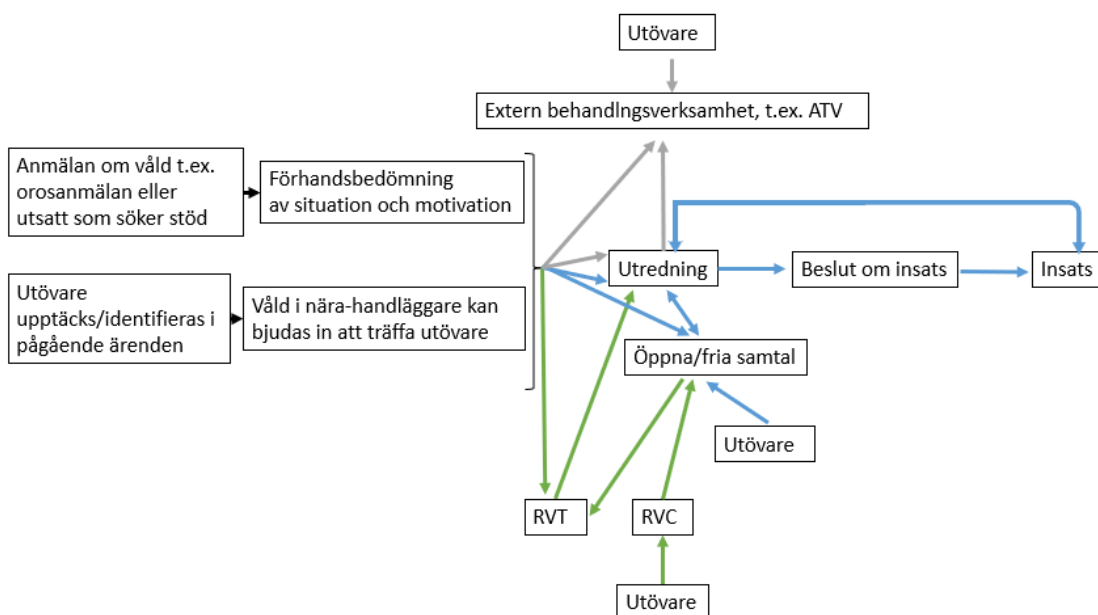 Utövare
Extern behandlngsverksamhet, t.ex. ATV
Anmälan om våld t.ex.
orosanmälan eller
utsatt som söker stöd
Förhandsbedömning
av situation och motivation
Utövare
upptäcks/identifieras i
pågående ärenden
Våld i nära-handläggare kan
bjudas in att träffa utövare
Utredning
Beslut om insats
Insats
Öppna/fria samtal
Utövare
RVT
RVC
Utövare